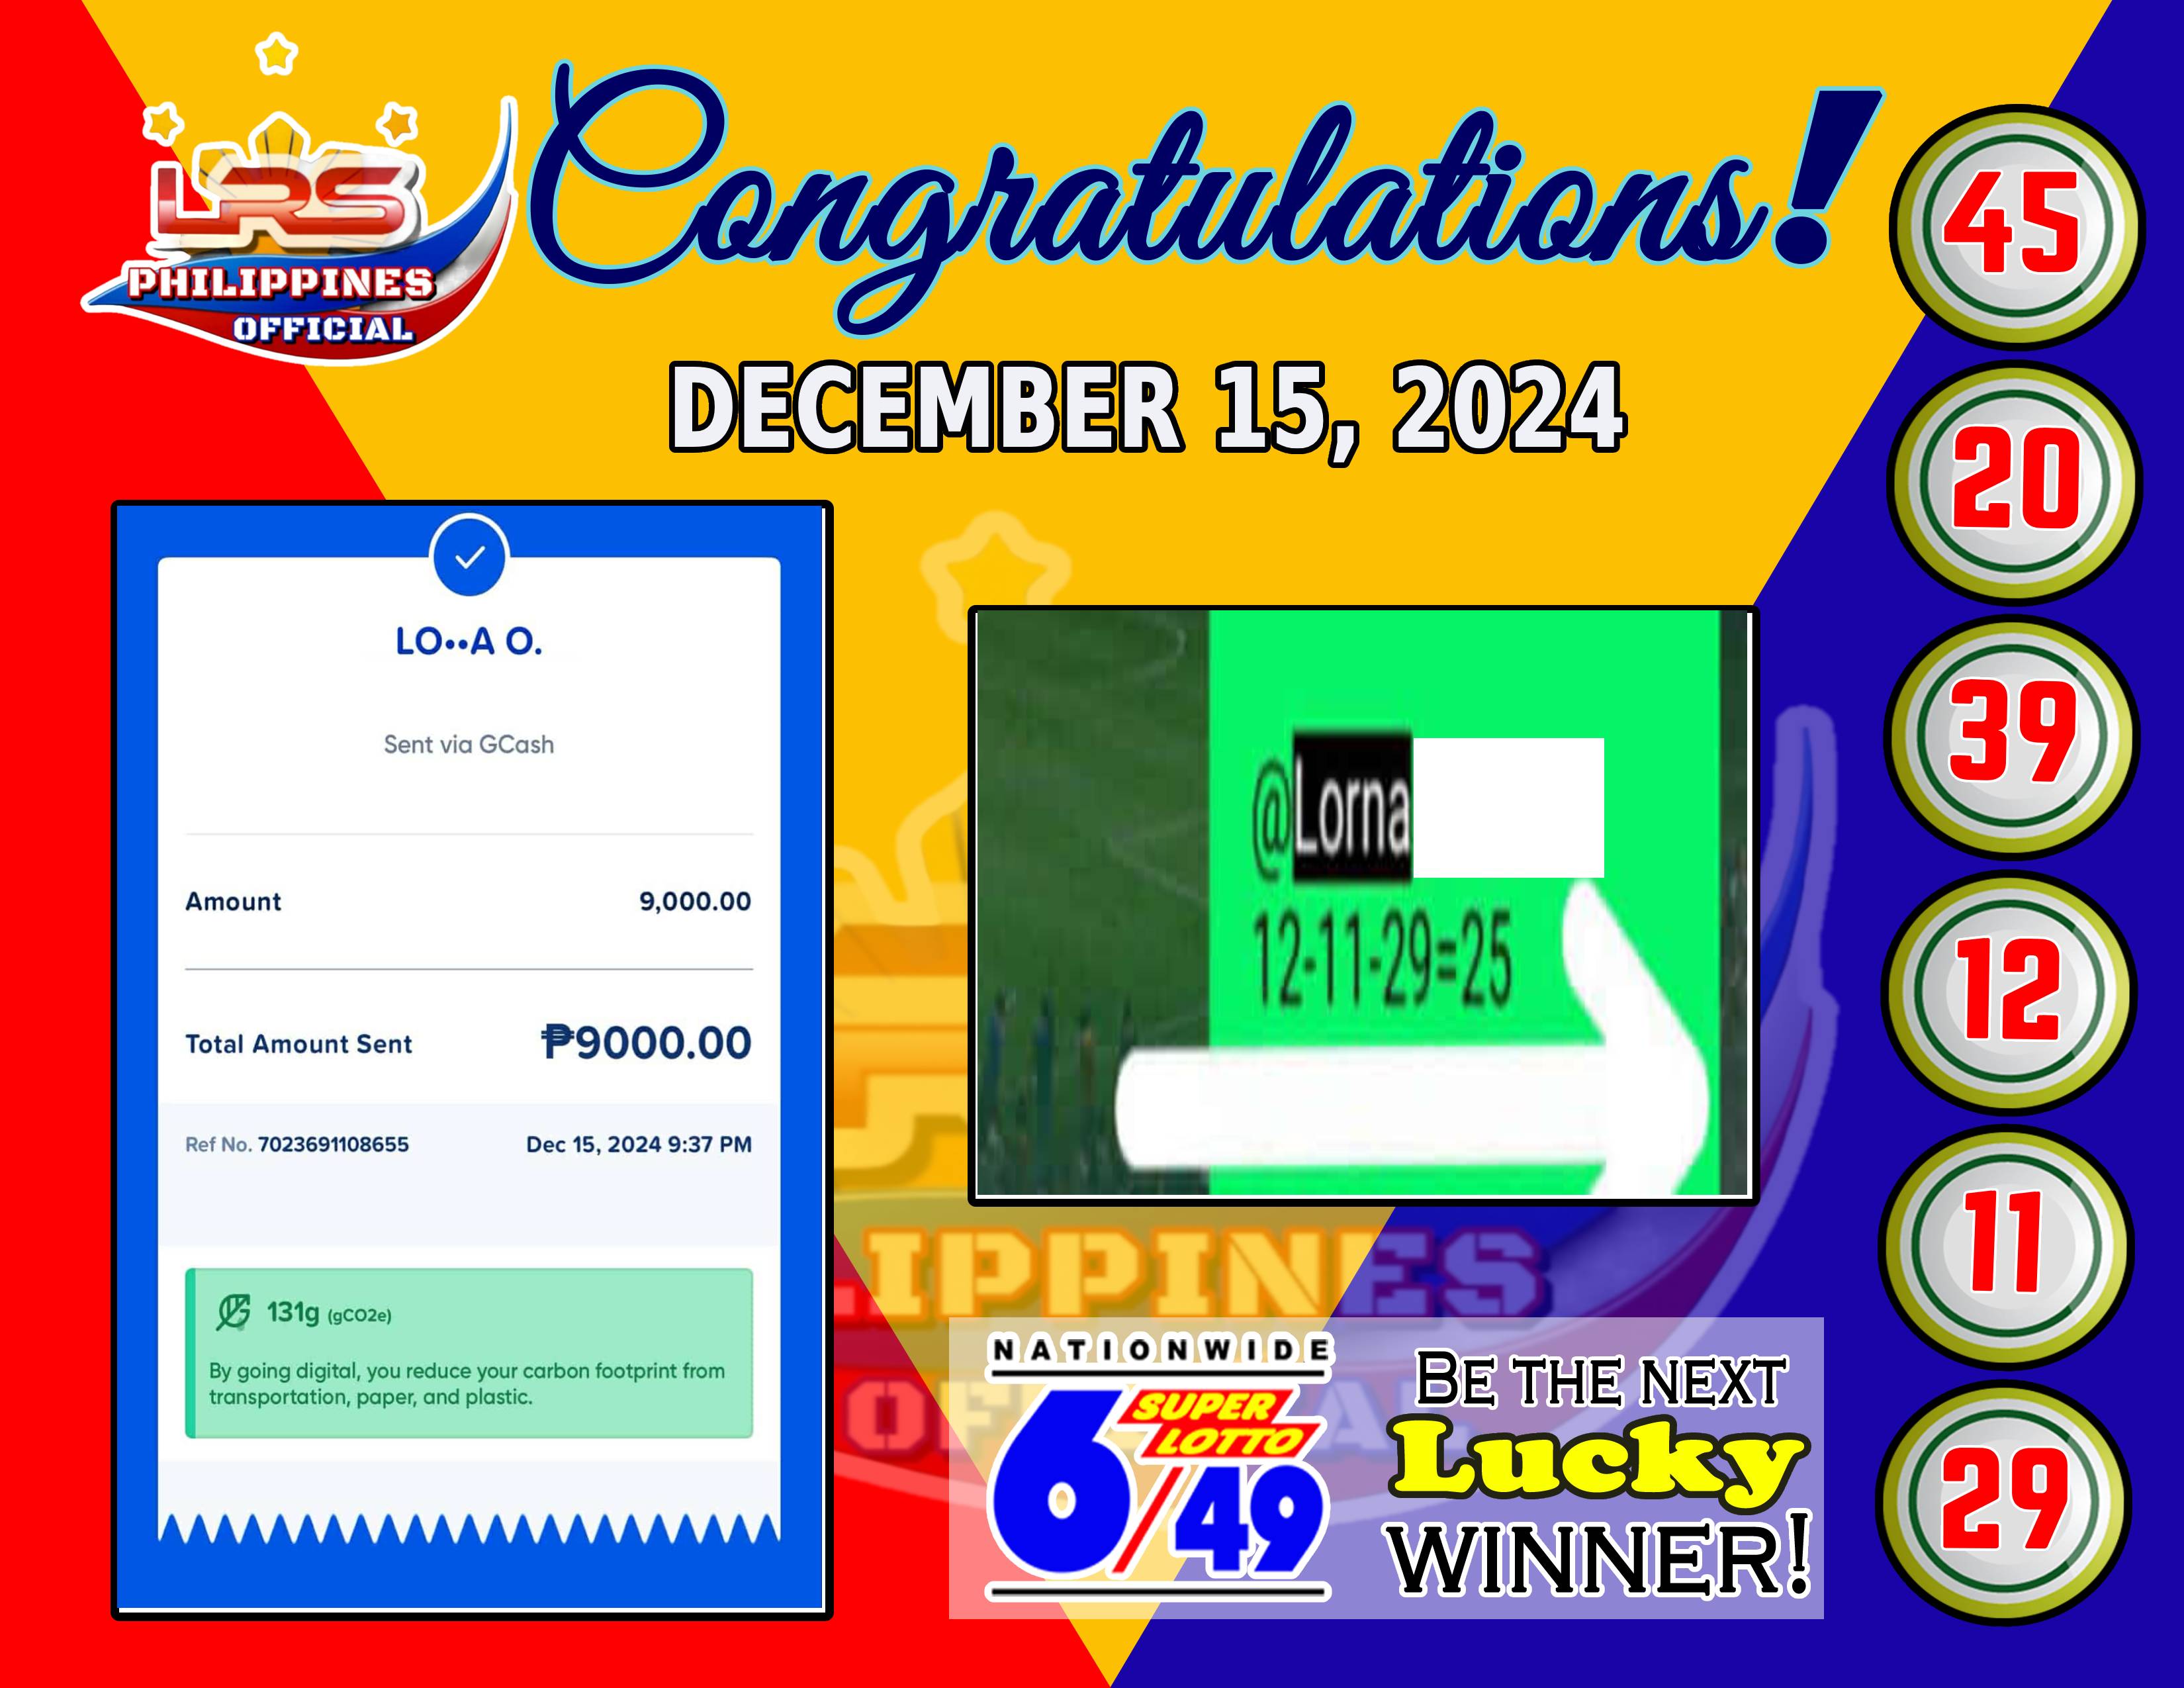 LRS
PHILIPPINES
OFFICIAL
Congratulations!
DECEMBER 15, 2024
LO••A O.
Sent via GCash
Amount 9,000.00
Total Amount Sent ₱9000.00
Ref No. 7023691108655 Dec 15, 2024 9:37 PM
131g (gCO2e)
By going digital, you reduce your carbon footprint from
transportation, paper, and plastic.
@Lorna
12-11-29=25
LIPPINES
NATIONWIDE
SUPER
LOTTO
6/49
BE THE NEXT
Lucky
WINNER!
45
20
39
12
11
29